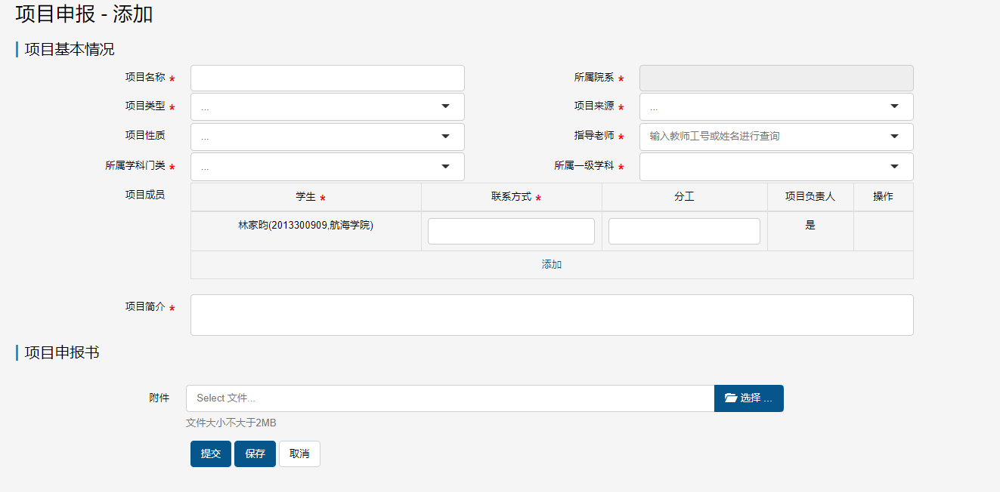 项目申报 - 添加
项目基本情况
项目名称 * 所属院系 *
项目类型 * ... 项目来源 * ...
项目性质 ... 指导老师 * 输入教师工号或姓名进行查询
所属学科门类 * ... 所属一级学科 *
项目成员 学生 * 联系方式 * 分工 项目负责人 操作
林家昀(2013300909,航海学院) 是
添加
项目简介 *
项目申报书
附件 Select 文件... 选择 ...
文件大小不大于2MB
提交 保存 取消